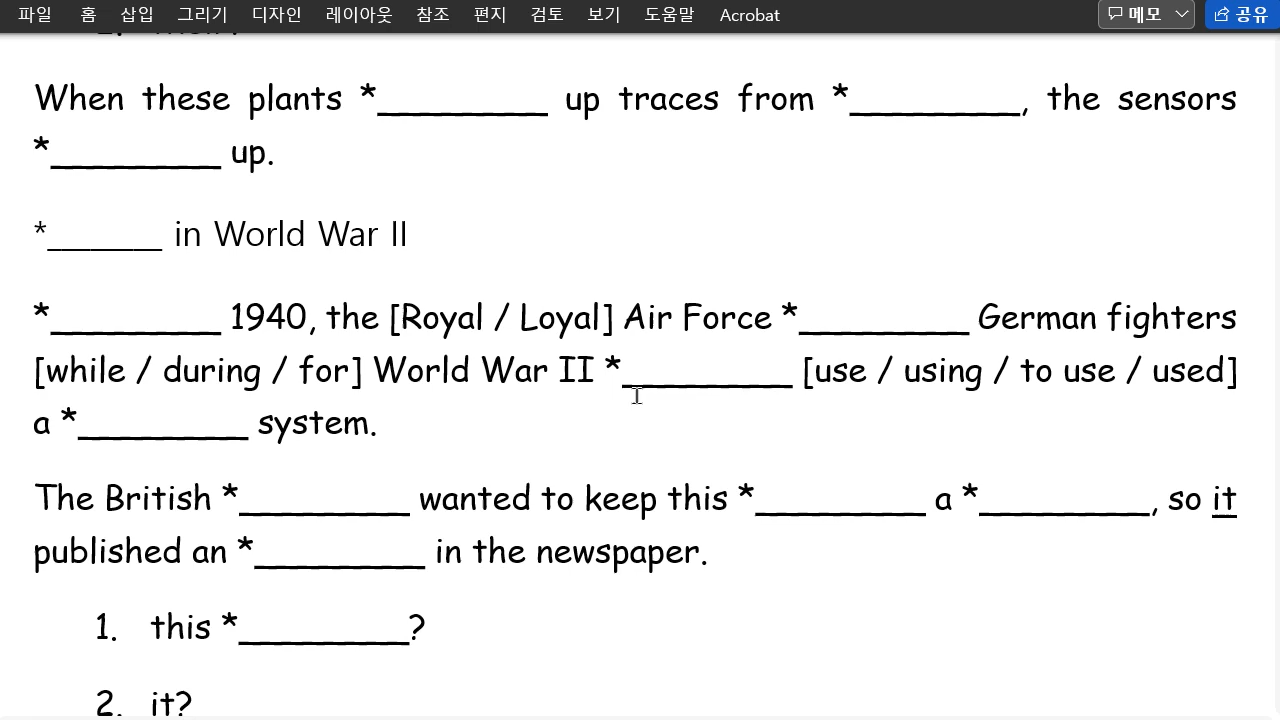 파일 홈 삽입 그리기 디자인 레이아웃 참조 편지 검토 보기 도움말 Acrobat 메모 공유
When these plants *________ up traces from *________, the sensors
*________ up.
*______ in World War II
*________ 1940, the [Royal / Loyal] Air Force *________ German fighters
[while / during / for] World War II *________ [use / using / to use / used]
a *________ system.
The British *________ wanted to keep this *________ a *________, so it
published an *________ in the newspaper.
1. this *________?
2. it?